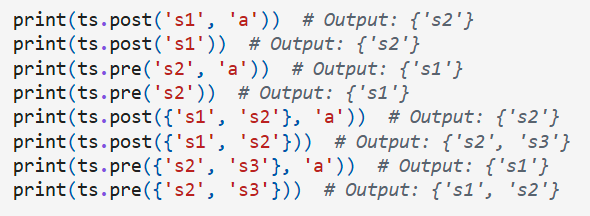 print(ts.post('s1', 'a'))  # Output: {'s2'}
print(ts.post('s1'))  # Output: {'s2'}
print(ts.pre('s2', 'a'))  # Output: {'s1'}
print(ts.pre('s2'))  # Output: {'s1'}
print(ts.post({'s1', 's2'}, 'a'))  # Output: {'s2'}
print(ts.post({'s1', 's2'}))  # Output: {'s2', 's3'}
print(ts.pre({'s2', 's3'}, 'a'))  # Output: {'s1'}
print(ts.pre({'s2', 's3'}))  # Output: {'s1', 's2'}